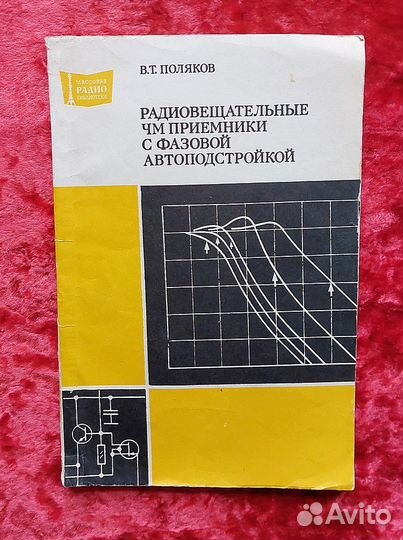 МАССОВАЯ
РАДИО
БИБЛИОТЕКА
В.Т. ПОЛЯКОВ
РАДИОВЕЩАТЕЛЬНЫЕ
ЧМ ПРИЕМНИКИ
С ФАЗОВОЙ
АВТОПОДСТРОЙКОЙ
Avito